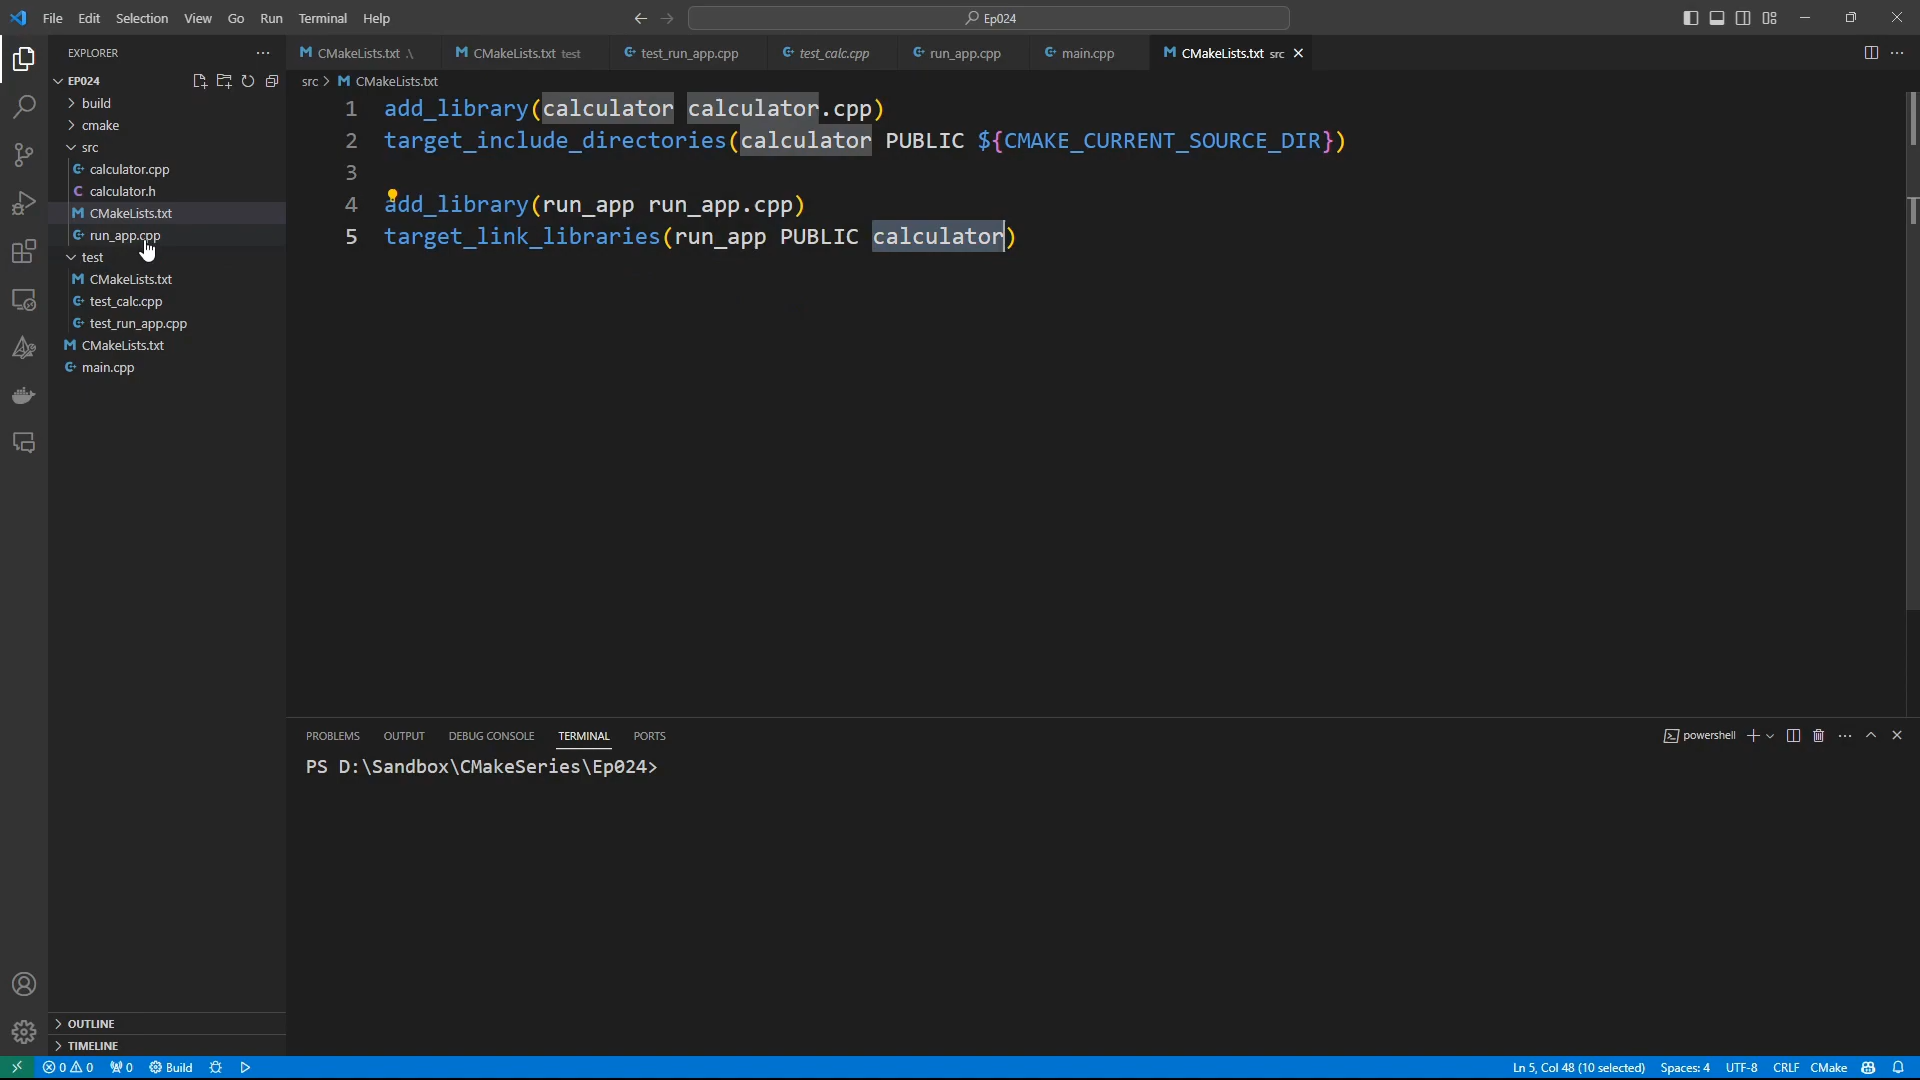 File Edit Selection View Go Run Terminal Help
Ep024
EXPLORER
EP024
build
cmake
src
calculator.cpp
calculator.h
CMakeLists.txt
run_app.cpp
test
CMakeLists.txt
test_calc.cpp
test_run_app.cpp
CMakeLists.txt
main.cpp
OUTLINE
TIMELINE
CMakeLists.txt .\
CMakeLists.txt test
test_run_app.cpp
test_calc.cpp
run_app.cpp
main.cpp
CMakeLists.txt src
src > CMakeLists.txt
1 add_library(calculator calculator.cpp)
2 target_include_directories(calculator PUBLIC ${CMAKE_CURRENT_SOURCE_DIR})
3
4 add_library(run_app run_app.cpp)
5 target_link_libraries(run_app PUBLIC calculator)
PROBLEMS OUTPUT DEBUG CONSOLE TERMINAL PORTS
powershell
PS D:\Sandbox\CMakeSeries\Ep024>
0 0 0 Build
Ln 5, Col 48 (10 selected) Spaces: 4 UTF-8 CRLF CMake